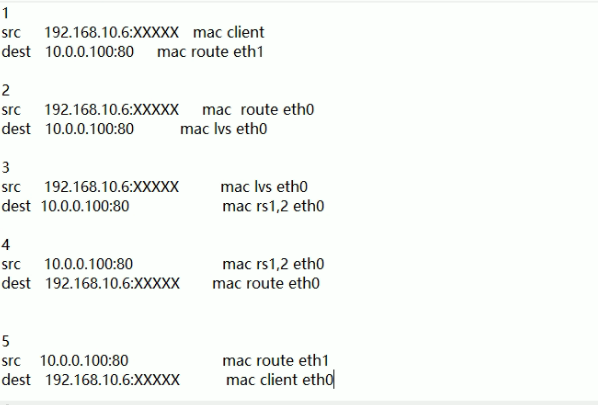 1
src 192.168.10.6:XXXXX mac client
dest 10.0.0.100:80 mac route eth1
2
src 192.168.10.6:XXXXX mac route eth0
dest 10.0.0.100:80 mac lvs eth0
3
src 192.168.10.6:XXXXX mac lvs eth0
dest 10.0.0.100:80 mac rs1,2 eth0
4
src 10.0.0.100:80 mac rs1,2 eth0
dest 192.168.10.6:XXXXX mac route eth0
5
src 10.0.0.100:80 mac route eth1
dest 192.168.10.6:XXXXX mac client eth0